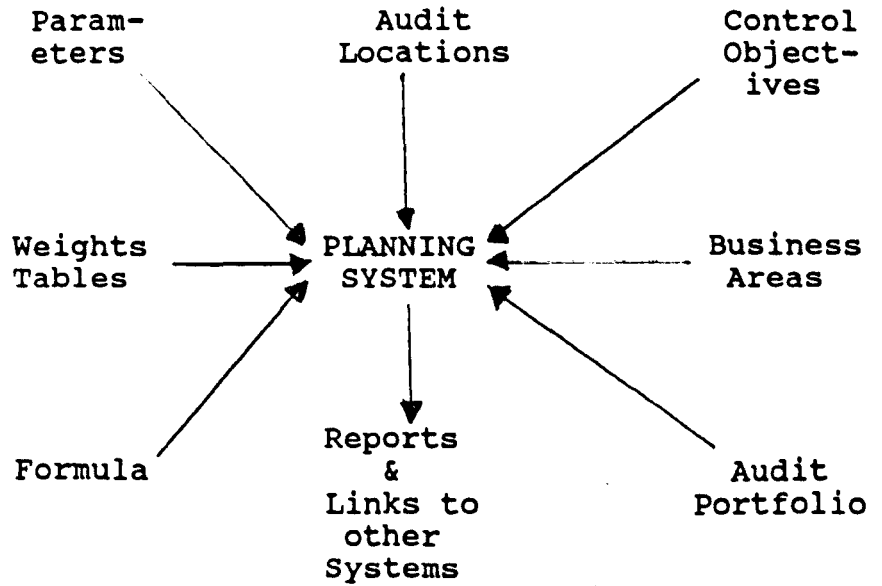 Param-
eters
Audit
Locations
Control
Object-
ives
Weights
Tables
PLANNING
SYSTEM
Business
Areas
Formula
Reports
&
Links to
other
Systems
Audit
Portfolio